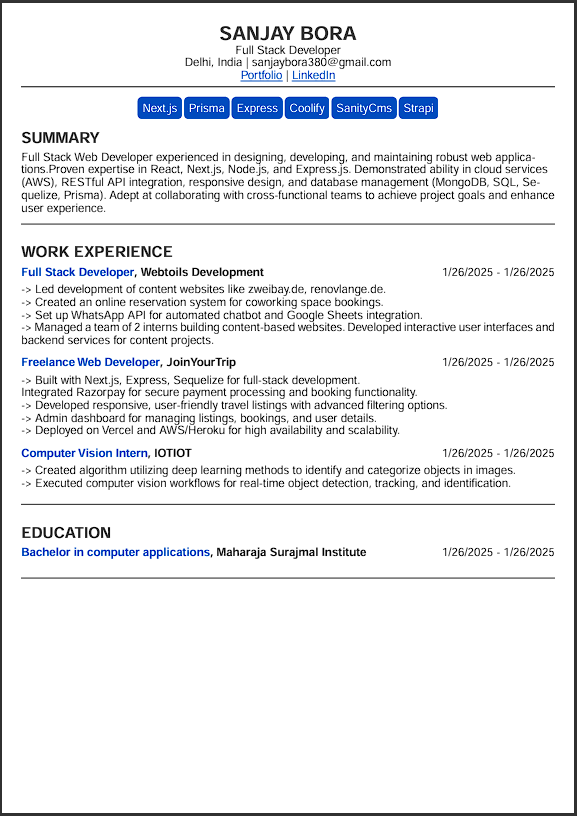 SANJAY BORA
Full Stack Developer
Delhi, India | sanjaybora380@gmail.com
Portfolio | LinkedIn
Next.js Prisma Express Coolify SanityCms Strapi
SUMMARY
Full Stack Web Developer experienced in designing, developing, and maintaining robust web applica-
tions.Proven expertise in React, Next.js, Node.js, and Express.js. Demonstrated ability in cloud services
(AWS), RESTful API integration, responsive design, and database management (MongoDB, SQL, Se-
quelize, Prisma). Adept at collaborating with cross-functional teams to achieve project goals and enhance
user experience.
WORK EXPERIENCE
Full Stack Developer, Webtoils Development 1/26/2025 - 1/26/2025
-> Led development of content websites like zweibay.de, renovlange.de.
-> Created an online reservation system for coworking space bookings.
-> Set up WhatsApp API for automated chatbot and Google Sheets integration.
-> Managed a team of 2 interns building content-based websites. Developed interactive user interfaces and
backend services for content projects.
Freelance Web Developer, JoinYourTrip 1/26/2025 - 1/26/2025
-> Built with Next.js, Express, Sequelize for full-stack development.
Integrated Razorpay for secure payment processing and booking functionality.
-> Developed responsive, user-friendly travel listings with advanced filtering options.
-> Admin dashboard for managing listings, bookings, and user details.
-> Deployed on Vercel and AWS/Heroku for high availability and scalability.
Computer Vision Intern, IOTIOT 1/26/2025 - 1/26/2025
-> Created algorithm utilizing deep learning methods to identify and categorize objects in images.
-> Executed computer vision workflows for real-time object detection, tracking, and identification.
EDUCATION
Bachelor in computer applications, Maharaja Surajmal Institute 1/26/2025 - 1/26/2025